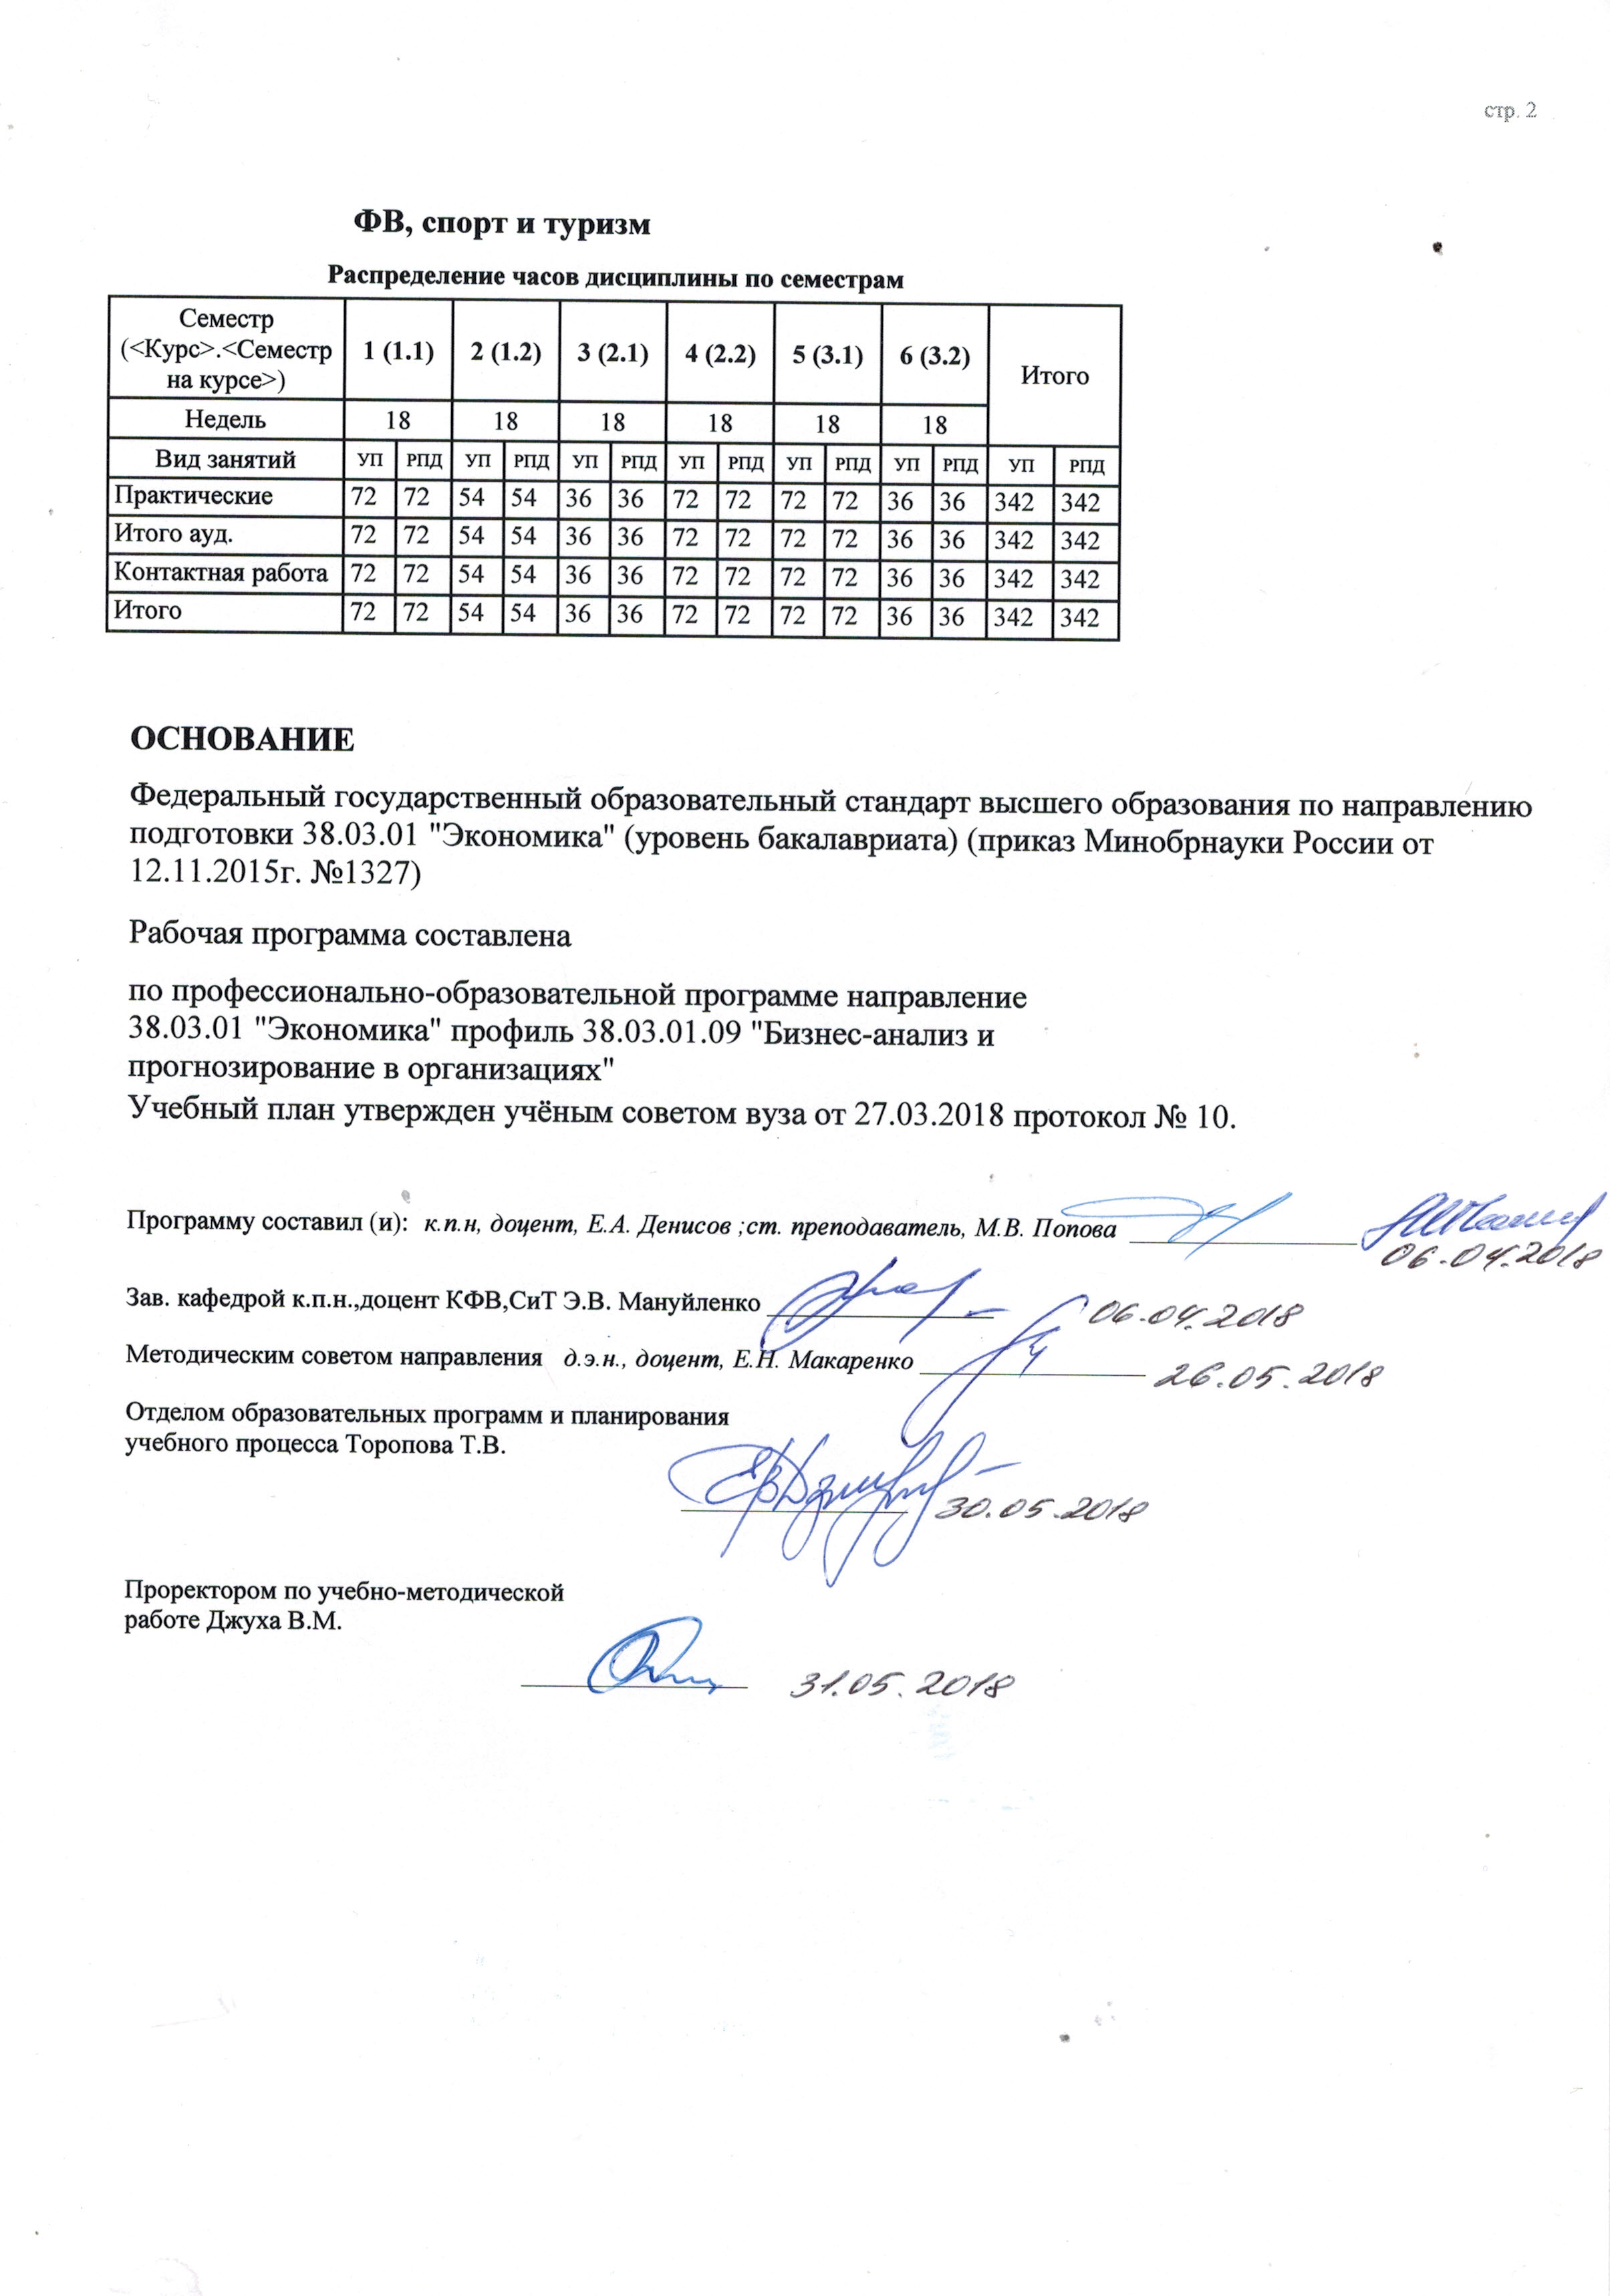 стр. 2
ФВ, спорт и туризм
Распределение часов дисциплины по семестрам
Семестр (<Курс>.<Семестр на курсе>) 1 (1.1) 2 (1.2) 3 (2.1) 4 (2.2) 5 (3.1) 6 (3.2) Итого
Недель 18 18 18 18 18 18
Вид занятий УП РПД УП РПД УП РПД УП РПД УП РПД УП РПД УП РПД
Практические 72 72 54 54 36 36 72 72 72 72 36 36 342 342
Итого ауд. 72 72 54 54 36 36 72 72 72 72 36 36 342 342
Контактная работа 72 72 54 54 36 36 72 72 72 72 36 36 342 342
Итого 72 72 54 54 36 36 72 72 72 72 36 36 342 342
ОСНОВАНИЕ
Федеральный государственный образовательный стандарт высшего образования по направлению
подготовки 38.03.01 "Экономика" (уровень бакалавриата) (приказ Минобрнауки России от
12.11.2015г. №1327)
Рабочая программа составлена
по профессионально-образовательной программе направление
38.03.01 "Экономика" профиль 38.03.01.09 "Бизнес-анализ и
прогнозирование в организациях"
Учебный план утвержден учёным советом вуза от 27.03.2018 протокол № 10.
Программу составил (и): к.п.н, доцент, Е.А. Денисов ;ст. преподаватель, М.В. Попова
06.04.2018
Зав. кафедрой к.п.н.,доцент КФВ,СиТ Э.В. Мануйленко 06.04.2018
Методическим советом направления д.э.н., доцент, Е.Н. Макаренко 26.05.2018
Отделом образовательных программ и планирования
учебного процесса Торопова Т.В.
30.05.2018
Проректором по учебно-методической
работе Джуха В.М.
31.05.2018